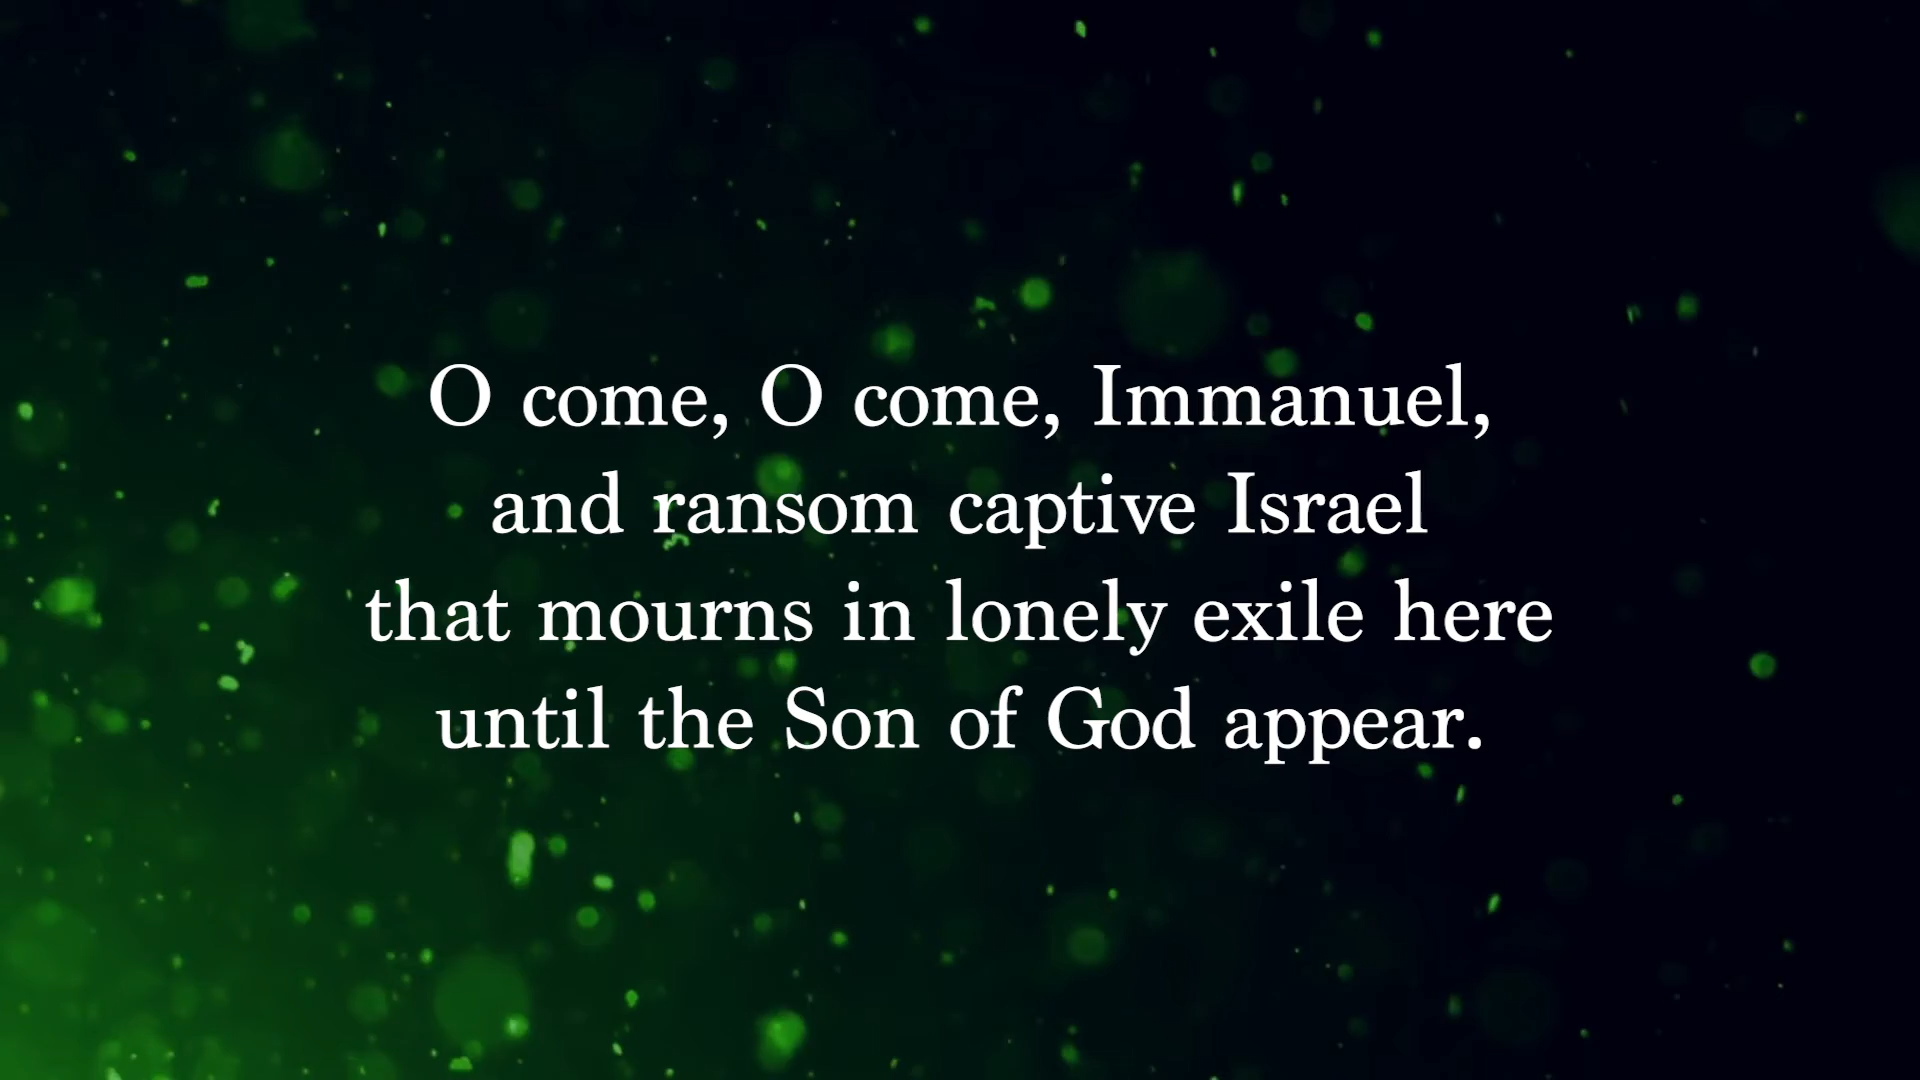 O come, O come, Immanuel,
and ransom captive Israel
that mourns in lonely exile here
until the Son of God appear.